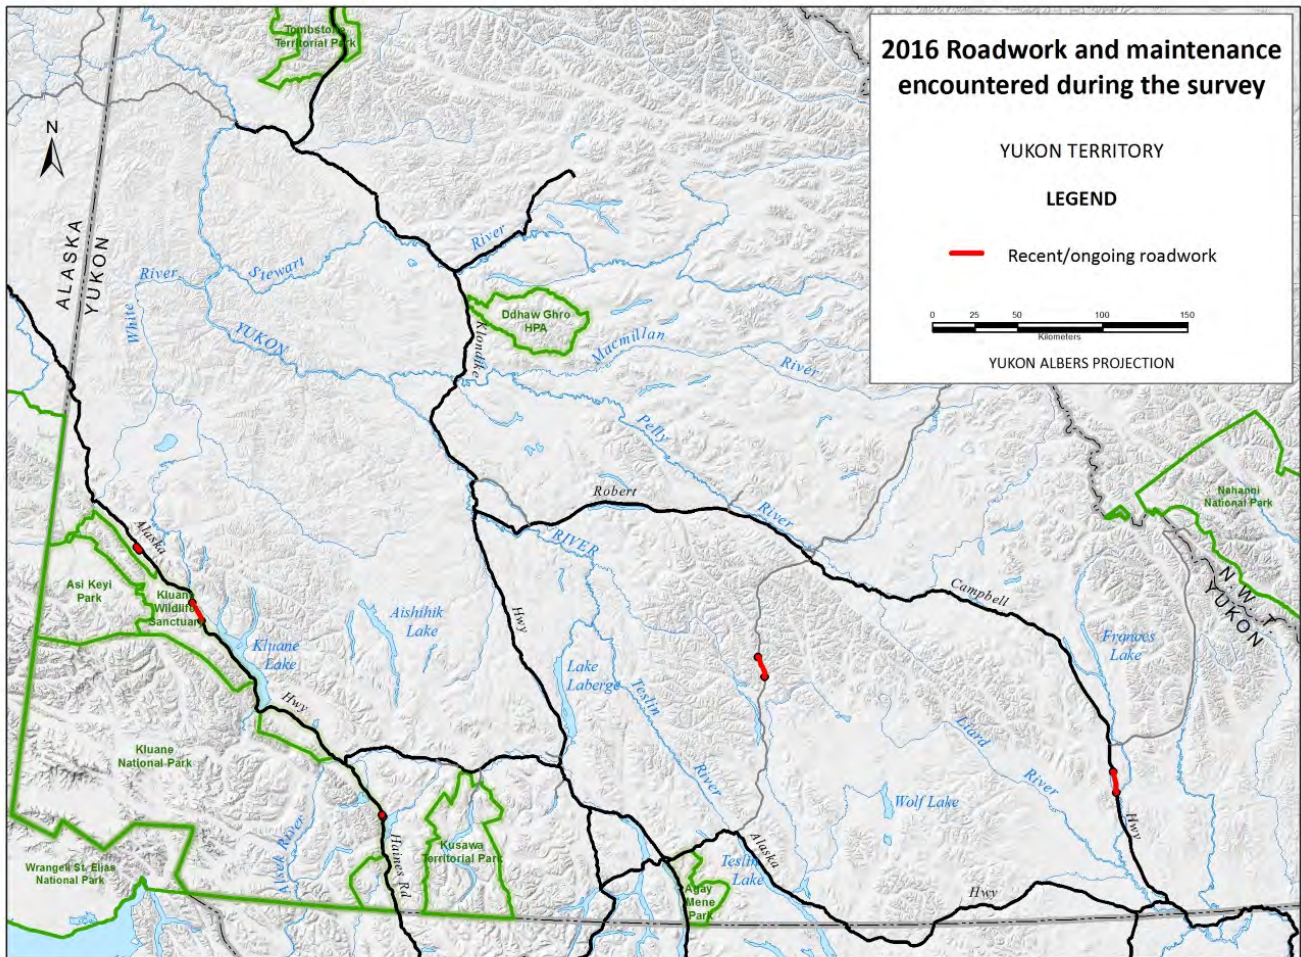 2016 Roadwork and maintenance
encountered during the survey
YUKON TERRITORY
LEGEND
Recent/ongoing roadwork
0 25 50 100 150
Kilometers
YUKON ALBERS PROJECTION
Tombstone
Territorial Park
N
ALASKA
YUKON
White
River
Stewart
River
YUKON
Klondike
Ddhaw Ghro
HPA
Macmillan
River
Pelly
River
Robert
Campbell
Hwy
RIVER
Nahanni
National Park
N.W.T.
YUKON
Alaska
Asi Keyi
Park
Kluane
Wildlife
Sanctuary
Kluane
Lake
Aishihik
Lake
Hwy
Lake
Laberge
Teslin
River
Frances
Lake
Liard
River
Hwy
Kluane
National Park
Wolf Lake
Alsek River
Haines Rd
Kusawa
Territorial Park
Wrangell St. Elias
National Park
Agay
Mene
Park
Teslin
Lake
Alaska
Hwy